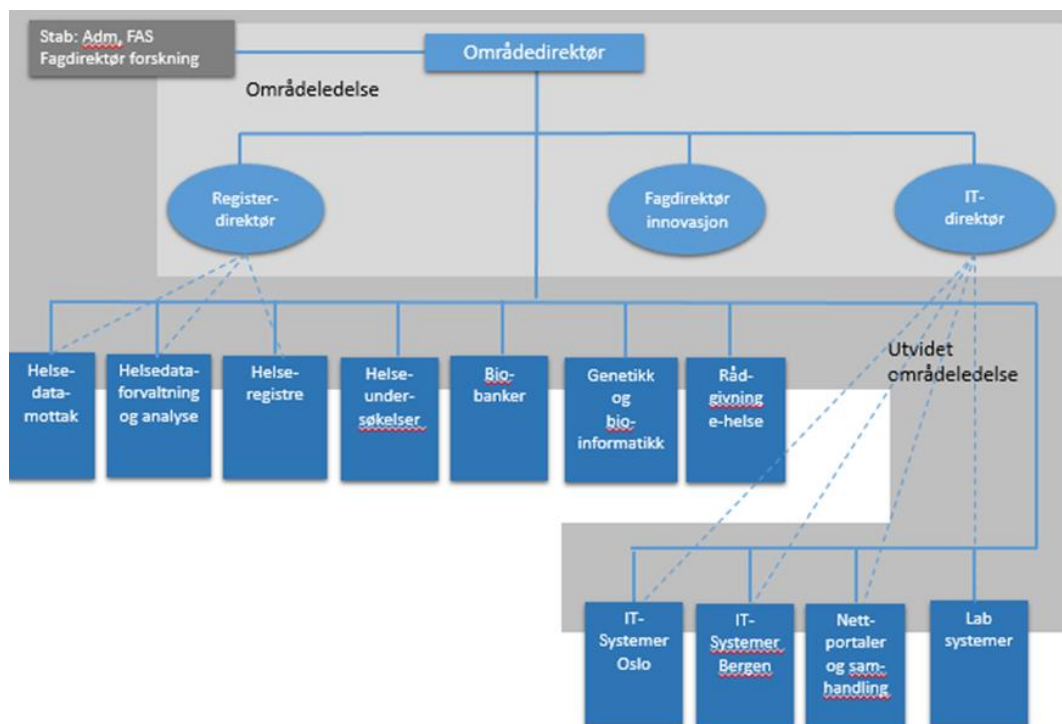 Stab: Adm, FAS
Fagdirektør forskning
Områdedirektør
Områdeledelse
Register-
direktør
Fagdirektør
innovasjon
IT-
direktør
Utvidet
områdeledelse
Helse-
data-
mottak
Helsedata-
forvaltning
og analyse
Helse-
registre
Helse-
under-
søkelser
Bio-
banker
Genetikk
og
bio-
informatikk
Råd-
givning
e-helse
IT-
Systemer
Oslo
IT-
Systemer
Bergen
Nett-
portaler
og sam-
handling
Lab
systemer